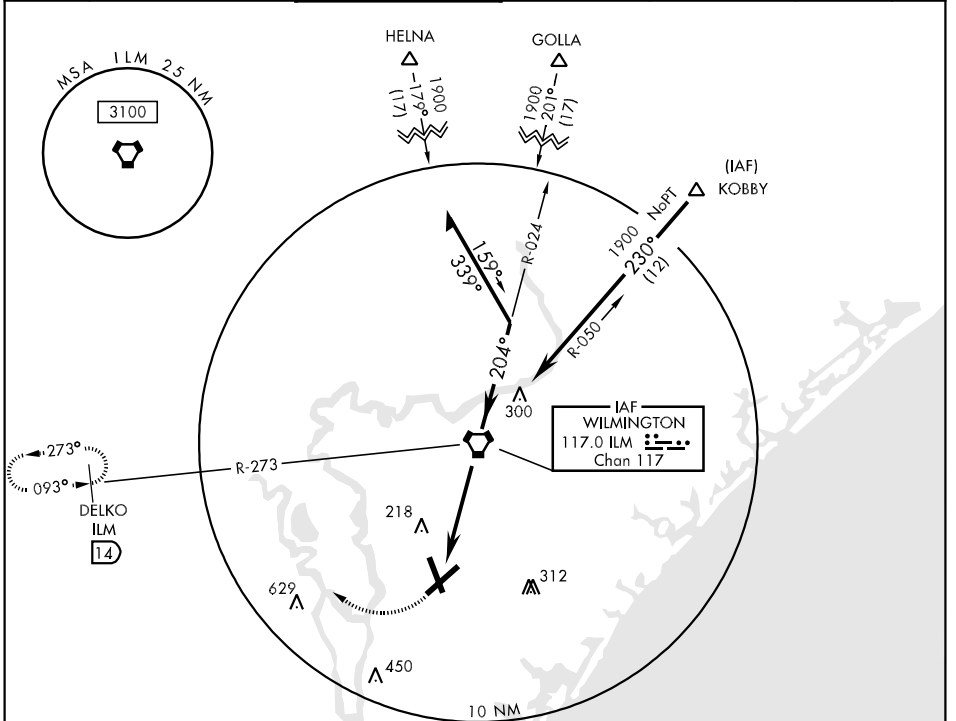 MSA ILM 25 NM
3100
HELNA
1900
179°
(17)
GOLLA
1900
201°
(17)
(IAF)
KOBBY
NoPT
1900
230°
(12)
R-050
R-024
159°
339°
204°
300
IAF
WILMINGTON
117.0 ILM
Chan 117
R-273
273°
093°
DELKO
ILM
14
218
312
629
450
10 NM